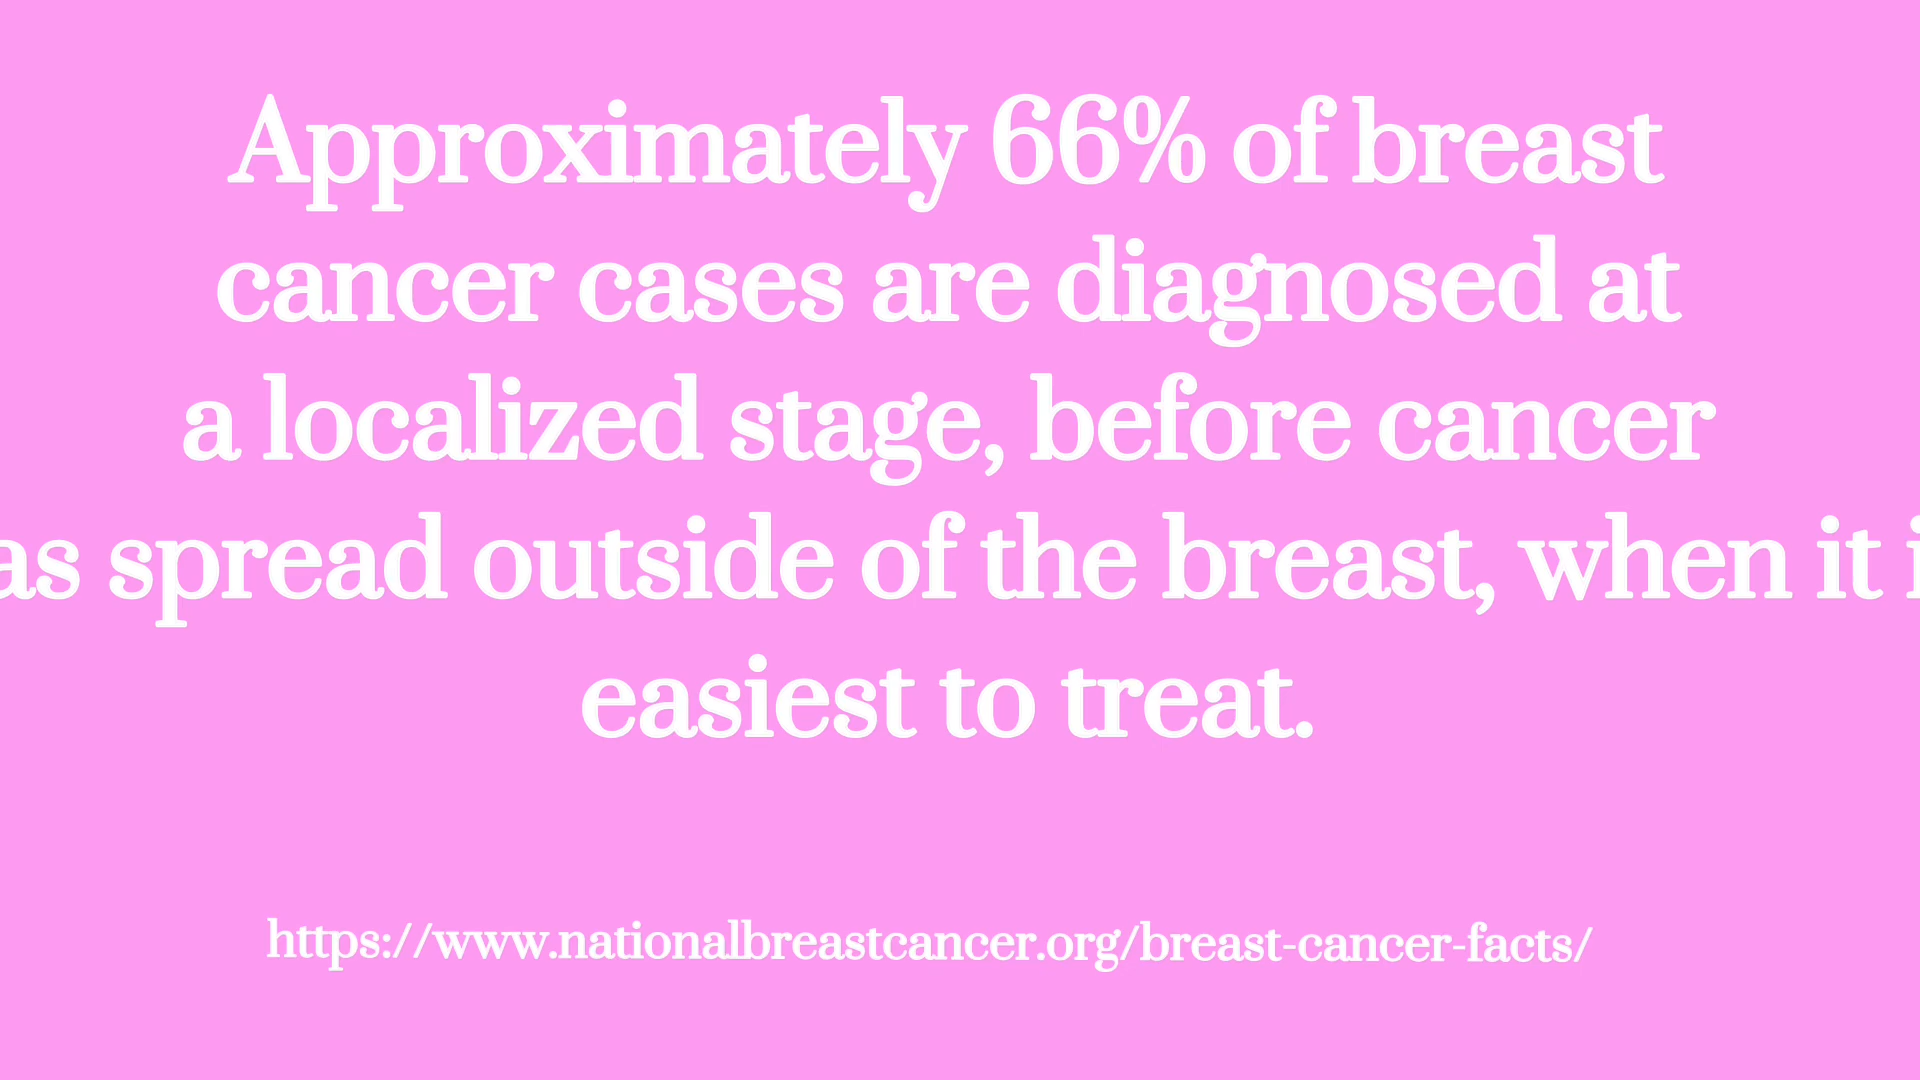 Approximately 66% of breast
cancer cases are diagnosed at
a localized stage, before cancer
as spread outside of the breast, when it i
easiest to treat.
https://www.nationalbreastcancer.org/breast-cancer-facts/